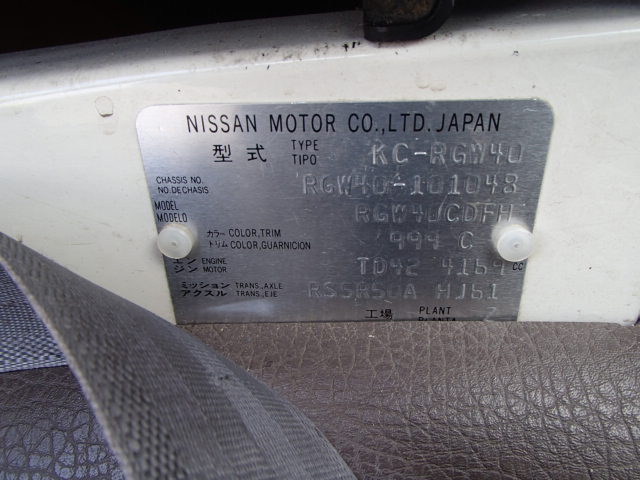 NISSAN MOTOR CO.,LTD. JAPAN
型式 TYPE TIPO KC-RGW40
CHASSIS NO. NO.DE CHASIS RGW40-101048
MODEL MODELO RGW40CDFH
カラー COLOR,TRIM
トリム COLOR,GUARNICION 994 C
エンジン ENGINE MOTOR TD42 4169 CC
ミッション TRANS.,AXLE
アクスル TRANS.,EJE RS5R50A HJ51
工場 PLANT PLANTA